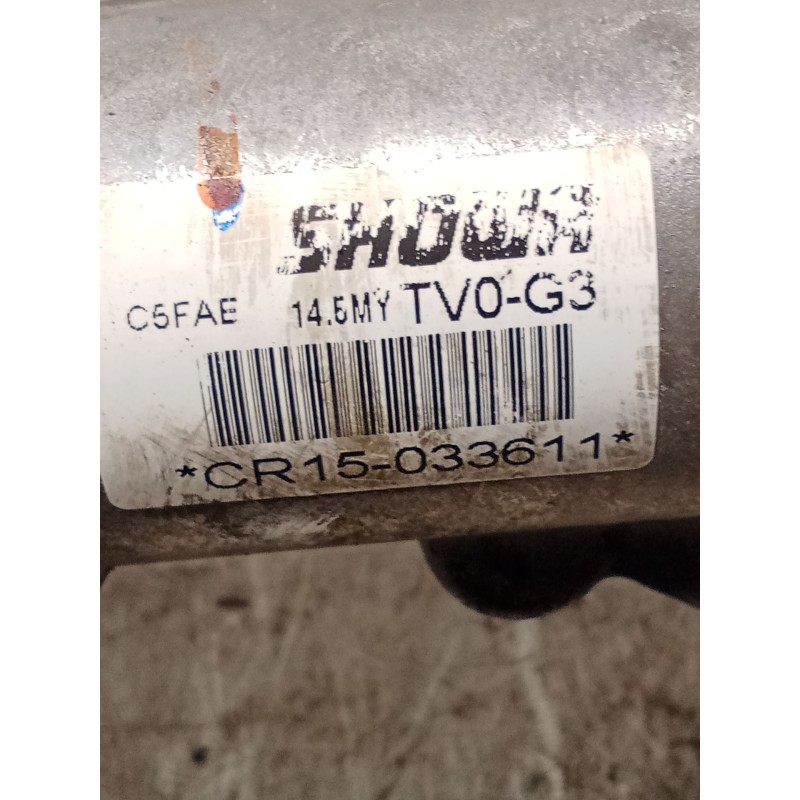 SHOWA
C5FAE 14.5MY TV0-G3
*CR15-033611*